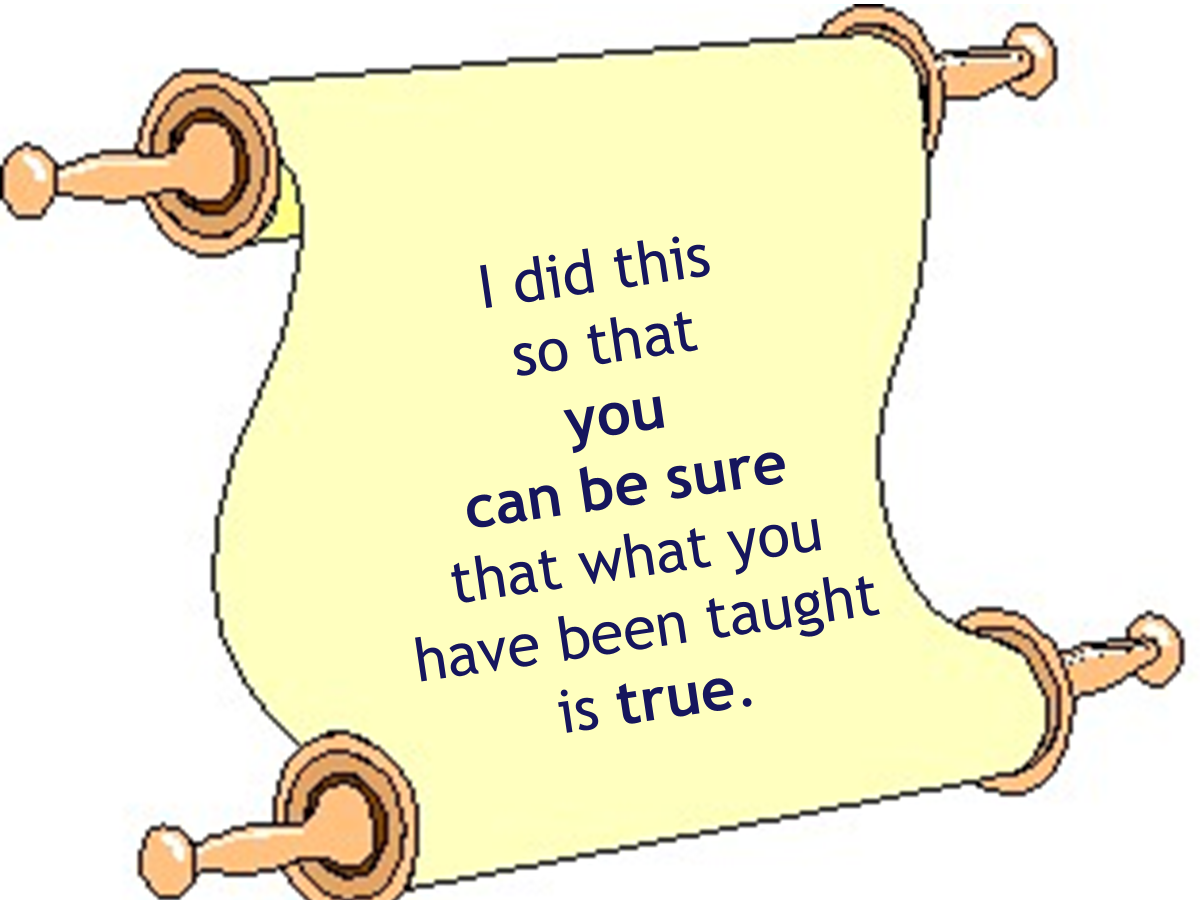 I did this
so that
you
can be sure
that what you
have been taught
is true.